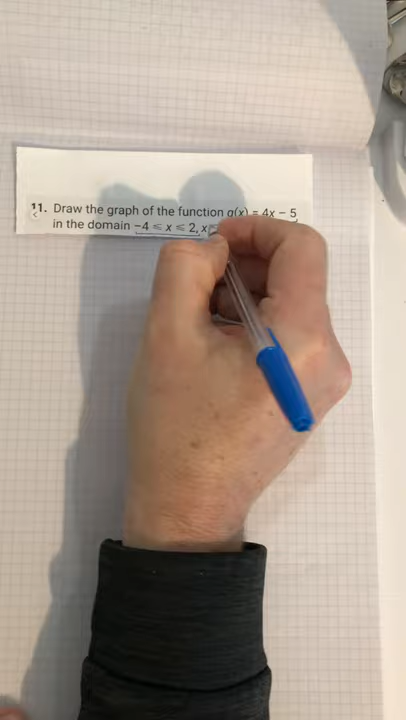 11. Draw the graph of the function g(x) = 4x − 5
in the domain −4 ⩽ x ⩽ 2, x